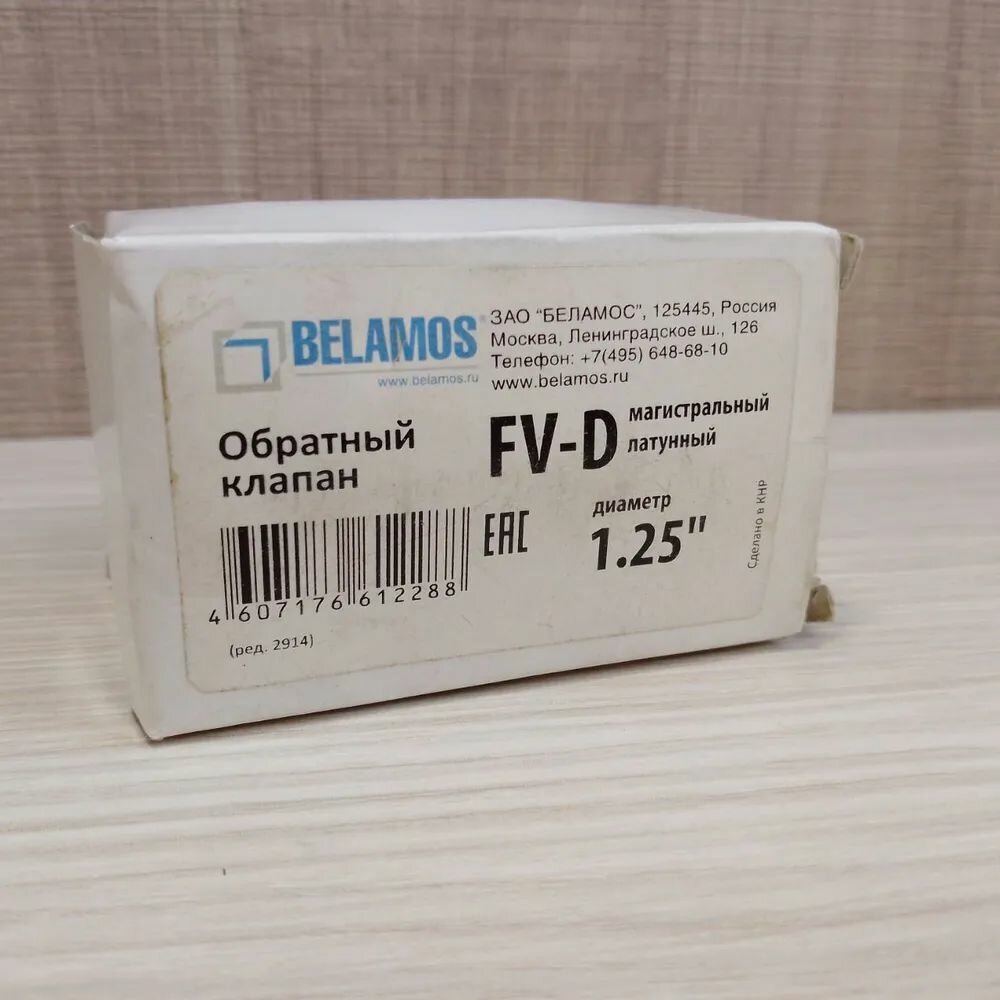 BELAMOS
www.belamos.ru
ЗАО "БЕЛАМОС", 125445, Россия
Москва, Ленинградское ш., 126
Телефон: +7(495) 648-68-10
www.belamos.ru
Обратный
клапан
FV-D
магистральный
латунный
диаметр
1.25"
EAC
4 607176 612288
(ред. 2914)
Сделано в КНР